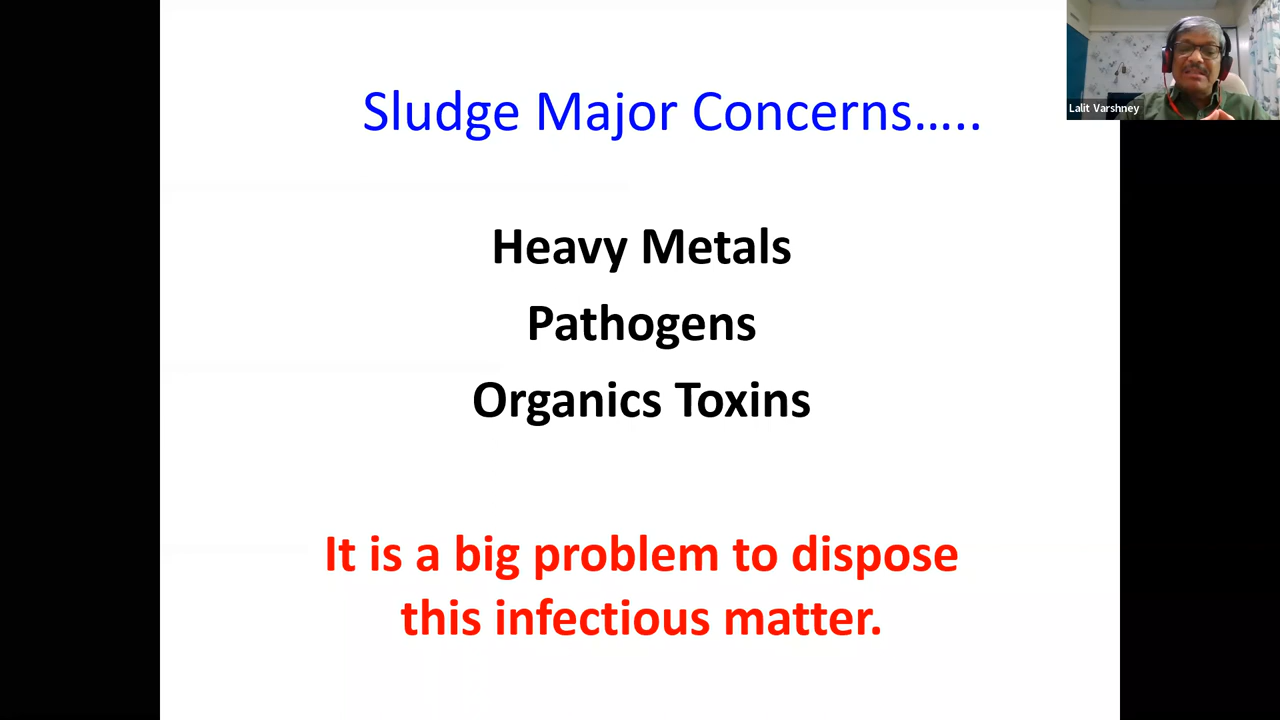 Sludge Major Concerns.....
Lalit Varshney
Heavy Metals
Pathogens
Organics Toxins
It is a big problem to dispose
this infectious matter.